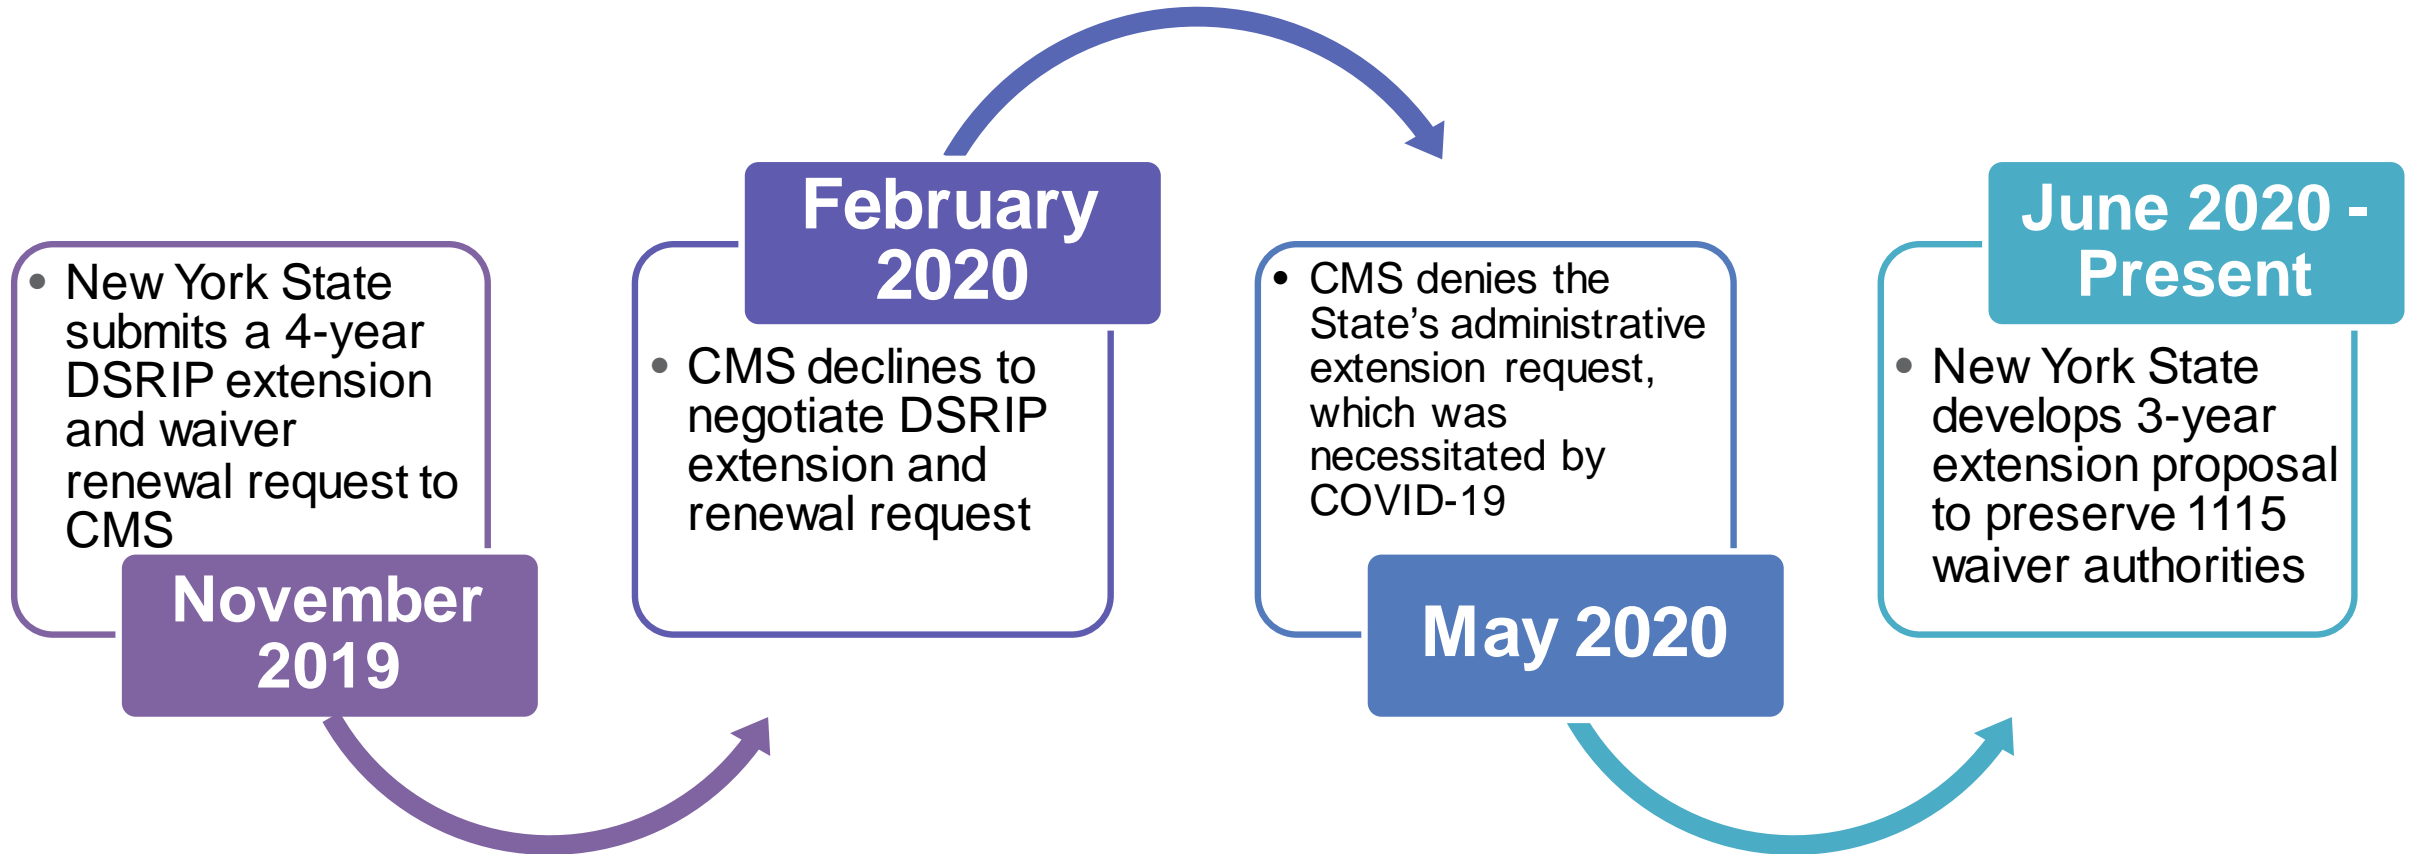 • New York State
submits a 4-year
DSRIP extension
and waiver
renewal request to
CMS
November
2019
February
2020
• CMS declines to
negotiate DSRIP
extension and
renewal request
• CMS denies the
State’s administrative
extension request,
which was
necessitated by
COVID-19
May 2020
June 2020 -
Present
• New York State
develops 3-year
extension proposal
to preserve 1115
waiver authorities